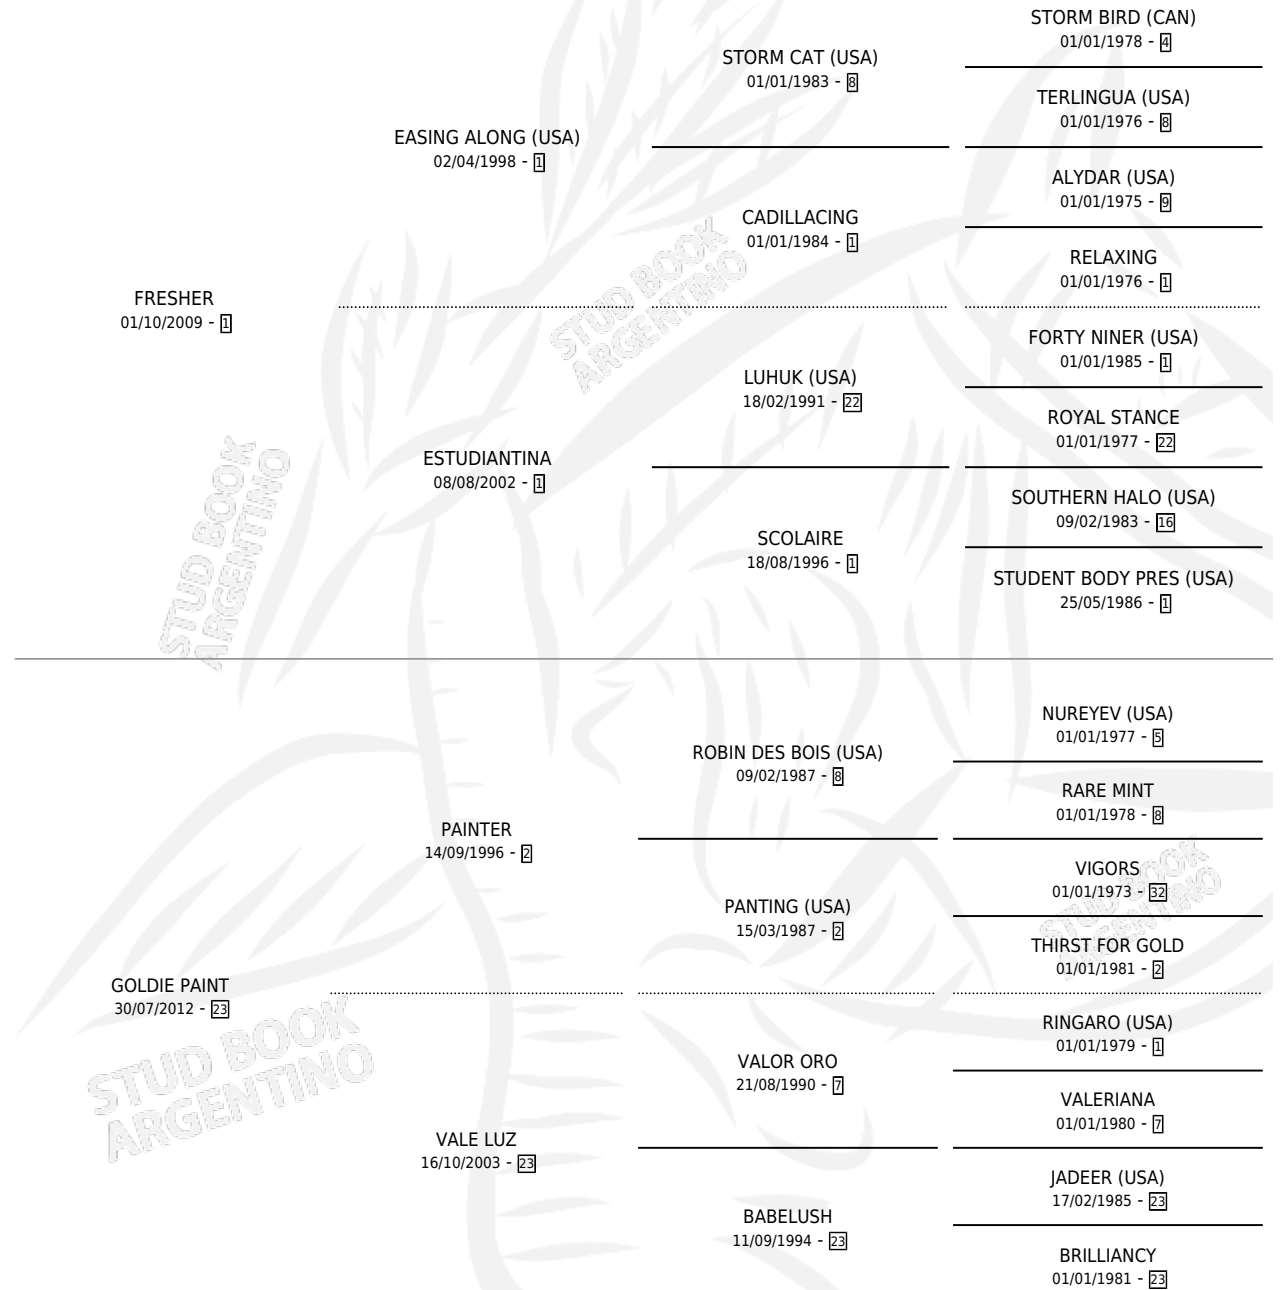 STORM BIRD (CAN)
01/01/1978 - 4
STORM CAT (USA)
01/01/1983 - 8
TERLINGUA (USA)
01/01/1976 - 8
EASING ALONG (USA)
02/04/1998 - 1
ALYDAR (USA)
01/01/1975 - 9
CADILLACING
01/01/1984 - 1
RELAXING
01/01/1976 - 1
FRESHER
01/10/2009 - 1
FORTY NINER (USA)
01/01/1985 - 1
LUHUK (USA)
18/02/1991 - 22
ROYAL STANCE
01/01/1977 - 22
ESTUDIANTINA
08/08/2002 - 1
SOUTHERN HALO (USA)
09/02/1983 - 16
SCOLAIRE
18/08/1996 - 1
STUDENT BODY PRES (USA)
25/05/1986 - 1
NUREYEV (USA)
01/01/1977 - 5
ROBIN DES BOIS (USA)
09/02/1987 - 8
RARE MINT
01/01/1978 - 8
PAINTER
14/09/1996 - 2
VIGORS
01/01/1973 - 32
PANTING (USA)
15/03/1987 - 2
THIRST FOR GOLD
01/01/1981 - 2
GOLDIE PAINT
30/07/2012 - 23
RINGARO (USA)
01/01/1979 - 1
VALOR ORO
21/08/1990 - 7
VALERIANA
01/01/1980 - 7
VALE LUZ
16/10/2003 - 23
JADEER (USA)
17/02/1985 - 23
BABELUSH
11/09/1994 - 23
BRILLIANCY
01/01/1981 - 23
STUD BOOK
ARGENTINO
STUD BOOK
ARGENTINO
STUD BOOK
ARGENTINO
STUD BOOK
ARGENTINO